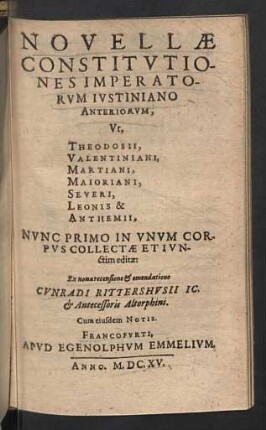 NOVELLÆ
CONSTITVTIO-
NES IMPERATO-
RVM IVSTINIANO
ANTERIORVM,
Vt,
THEODOSII,
VALENTINIANI,
MARTIANI,
MAIORIANI,
SEVERI,
LEONIS &
ANTHEMII,
NVNC PRIMO IN VNVM COR-
PVS COLLECTÆ ET IVN-
ctim editæ:
Ex noua recensione & emendatione
CVNRADI RITTERSHVSII IC.
& Antecessoris Altorphini.
Cum eiusdem NOTIS.
FRANCOFVRTI,
APVD EGENOLPHVM EMMELIVM.
ANNO. M. DC. XV.